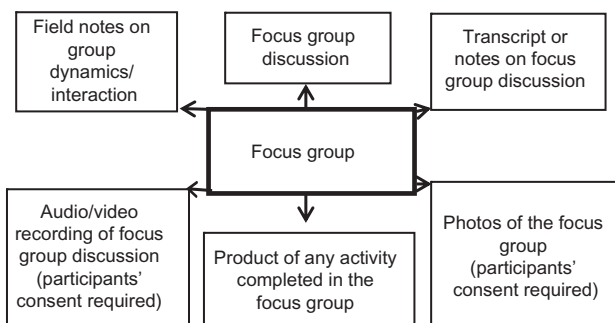 Field notes on
group
dynamics/
interaction
Focus group
discussion
Transcript or
notes on focus
group discussion
Focus group
Audio/video
recording of focus
group discussion
(participants’
consent required)
Product of any activity
completed in the
focus group
Photos of the focus
group
(participants’
consent required)